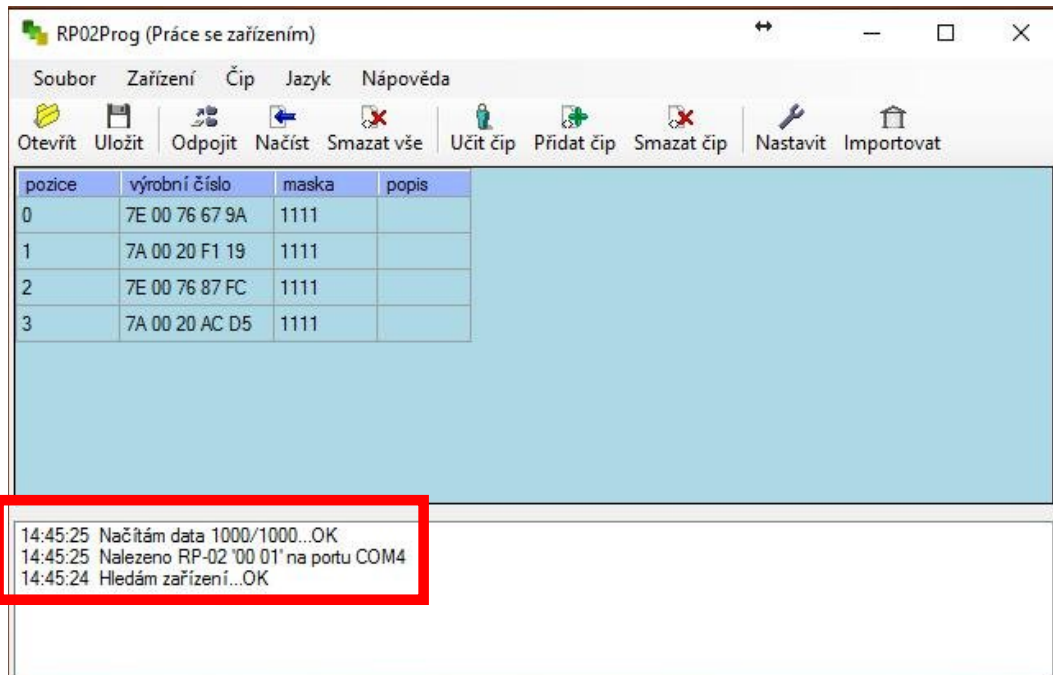 RP02Prog (Práce se zařízením)
Soubor Zařízení Čip Jazyk Nápověda
Otevřít Uložit Odpojit Načíst Smazat vše Učit čip Přidat čip Smazat čip Nastavit Importovat
pozice výrobní číslo maska popis
0 7E 00 76 67 9A 1111
1 7A 00 20 F1 19 1111
2 7E 00 76 87 FC 1111
3 7A 00 20 AC D5 1111
14:45:25 Načítám data 1000/1000...OK
14:45:25 Nalezeno RP-02 '00 01' na portu COM4
14:45:24 Hledám zařízení...OK